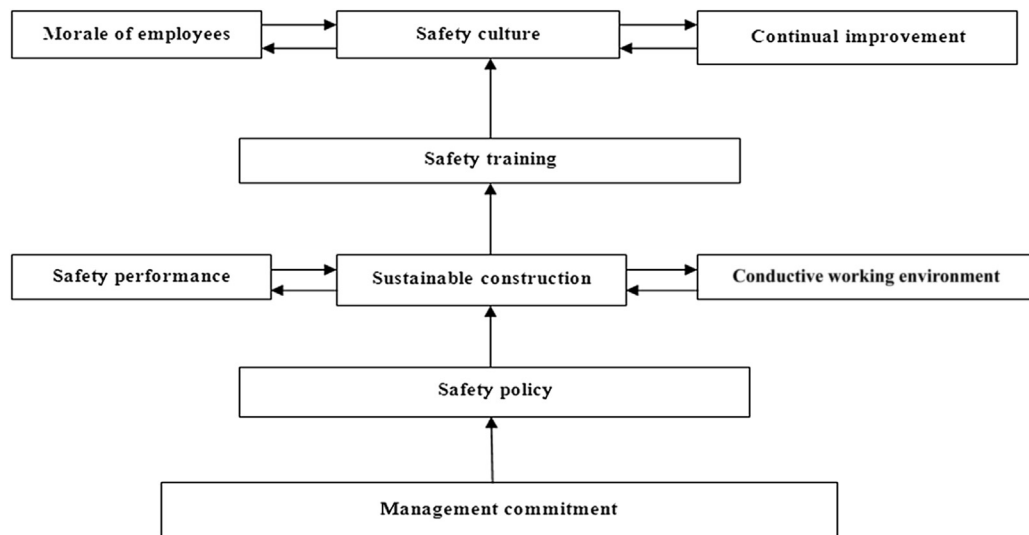 Morale of employees
Safety culture
Continual improvement
Safety training
Safety performance
Sustainable construction
Conductive working environment
Safety policy
Management commitment